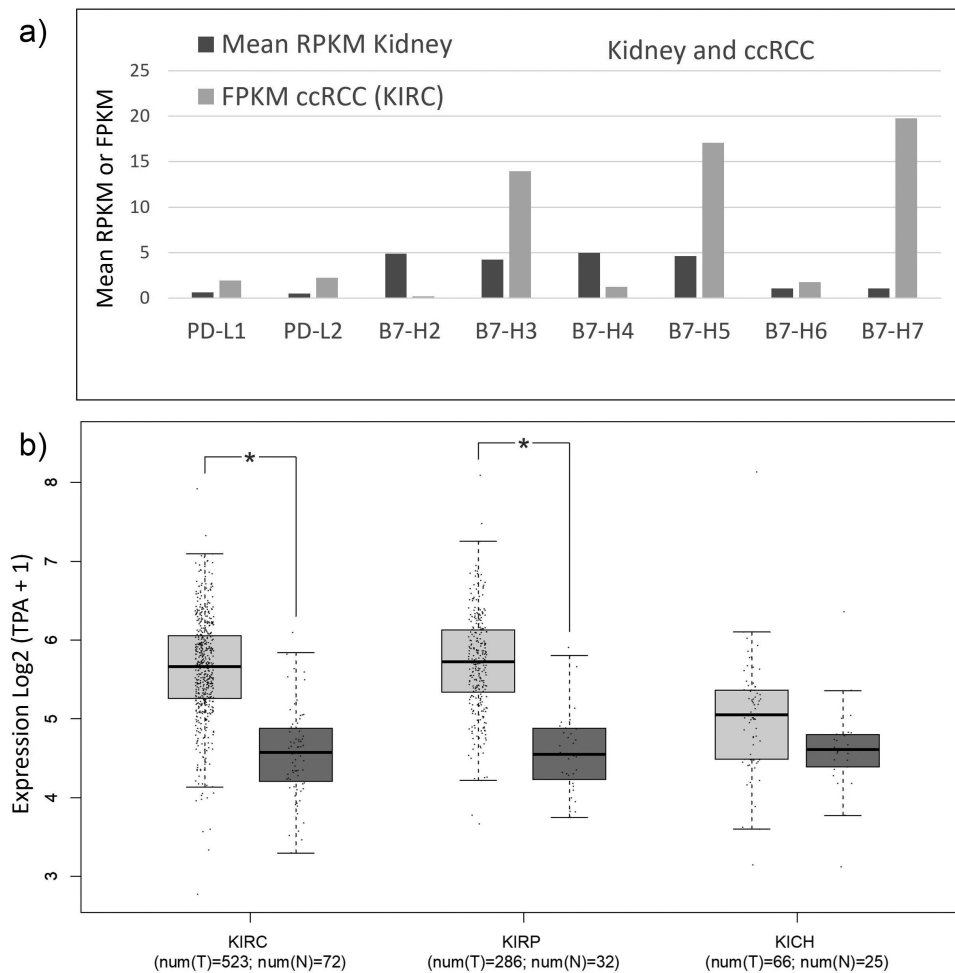 a)
Mean RPKM Kidney
Kidney and ccRCC
FPKM ccRCC (KIRC)
Mean RPKM or FPKM
25
20
15
10
5
0
PD-L1 PD-L2 B7-H2 B7-H3 B7-H4 B7-H5 B7-H6 B7-H7
b)
* *
Expression Log2 (TPA + 1)
8
7
6
5
4
3
KIRC KIRP KICH
(num(T)=523; num(N)=72) (num(T)=286; num(N)=32) (num(T)=66; num(N)=25)